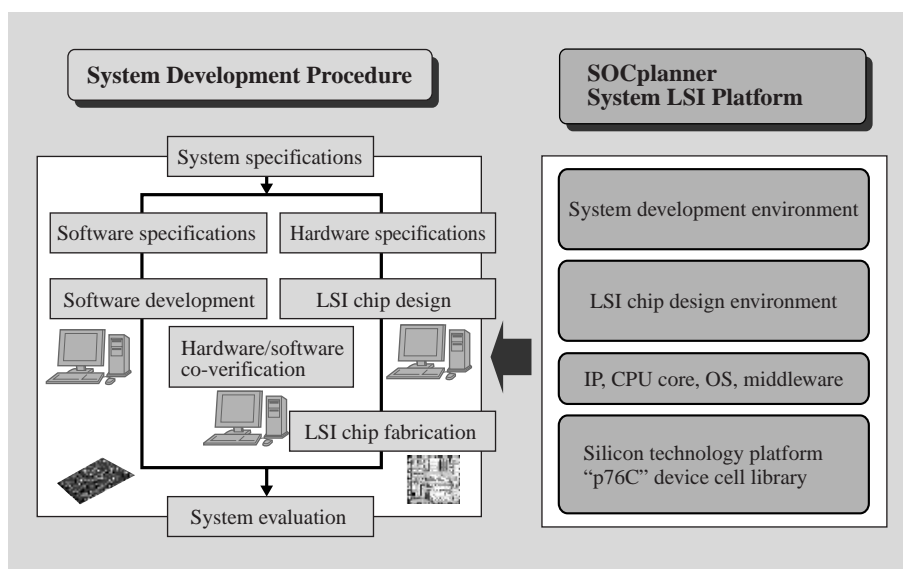 System Development Procedure
SOCplanner
System LSI Platform
System specifications
Software specifications
Hardware specifications
Software development
LSI chip design
Hardware/software
co-verification
LSI chip fabrication
System evaluation
System development environment
LSI chip design environment
IP, CPU core, OS, middleware
Silicon technology platform
“p76C” device cell library